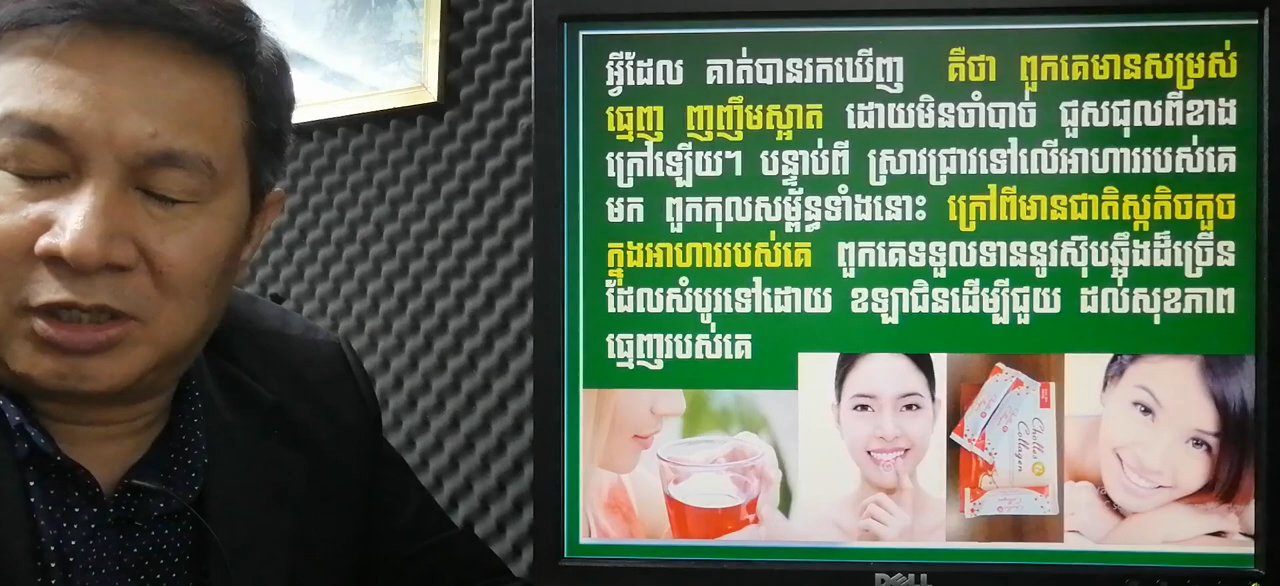 អ្វីដែល គាត់បានរកឃើញ គឺថា ពួកគេមានសម្រស់
ធ្មេញ ញញឹមស្អាត ដោយមិនចាំបាច់ ជួសជុលពីខាង
ក្រៅឡើយ។ បន្ទាប់ពី ស្រាវជ្រាវទៅលើអាហាររបស់គេ
មក ពួកកុលសម្ព័ន្ធទាំងនោះ ក្រៅពីមានជាតិស្ករតិចតួច
ក្នុងអាហាររបស់គេ ពួកគេទទួលទាននូវស៊ុបឆ្អឹងដ៏ច្រើន
ដែលសំបូរទៅដោយ ខឡាជិនដើម្បីជួយ ដល់សុខភាព
ធ្មេញរបស់គេ
Collagen
DELL